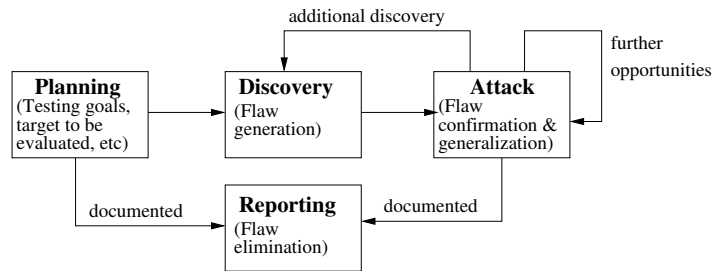 additional discovery
further
opportunities
Planning
(Testing goals,
target to be
evaluated, etc)
Discovery
(Flaw
generation)
Attack
(Flaw
confirmation &
generalization)
documented
Reporting
(Flaw
elimination)
documented